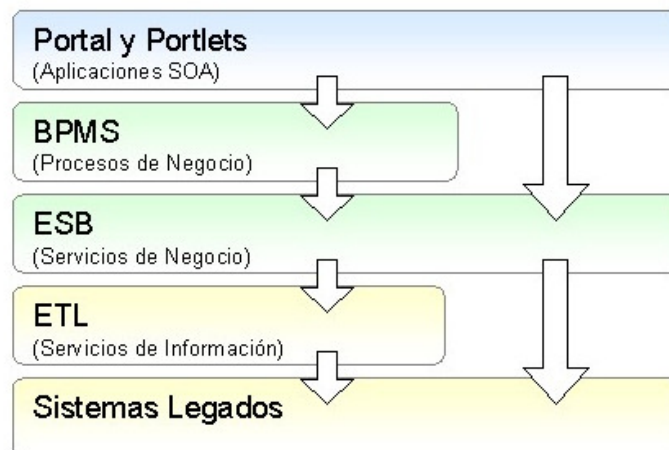 Portal y Portlets
(Aplicaciones SOA)
BPMS
(Procesos de Negocio)
ESB
(Servicios de Negocio)
ETL
(Servicios de Información)
Sistemas Legados